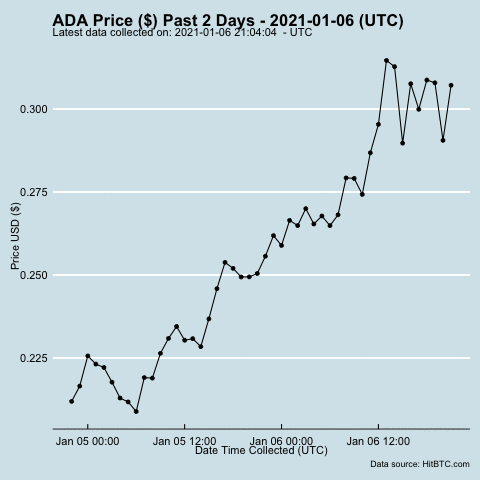 ADA Price ($) Past 2 Days - 2021-01-06 (UTC)
Latest data collected on: 2021-01-06 21:04:04  - UTC
Price USD ($)
0.300
0.275
0.250
0.225
Jan 05 00:00 Jan 05 12:00 Jan 06 00:00 Jan 06 12:00
Date Time Collected (UTC)
Data source: HitBTC.com